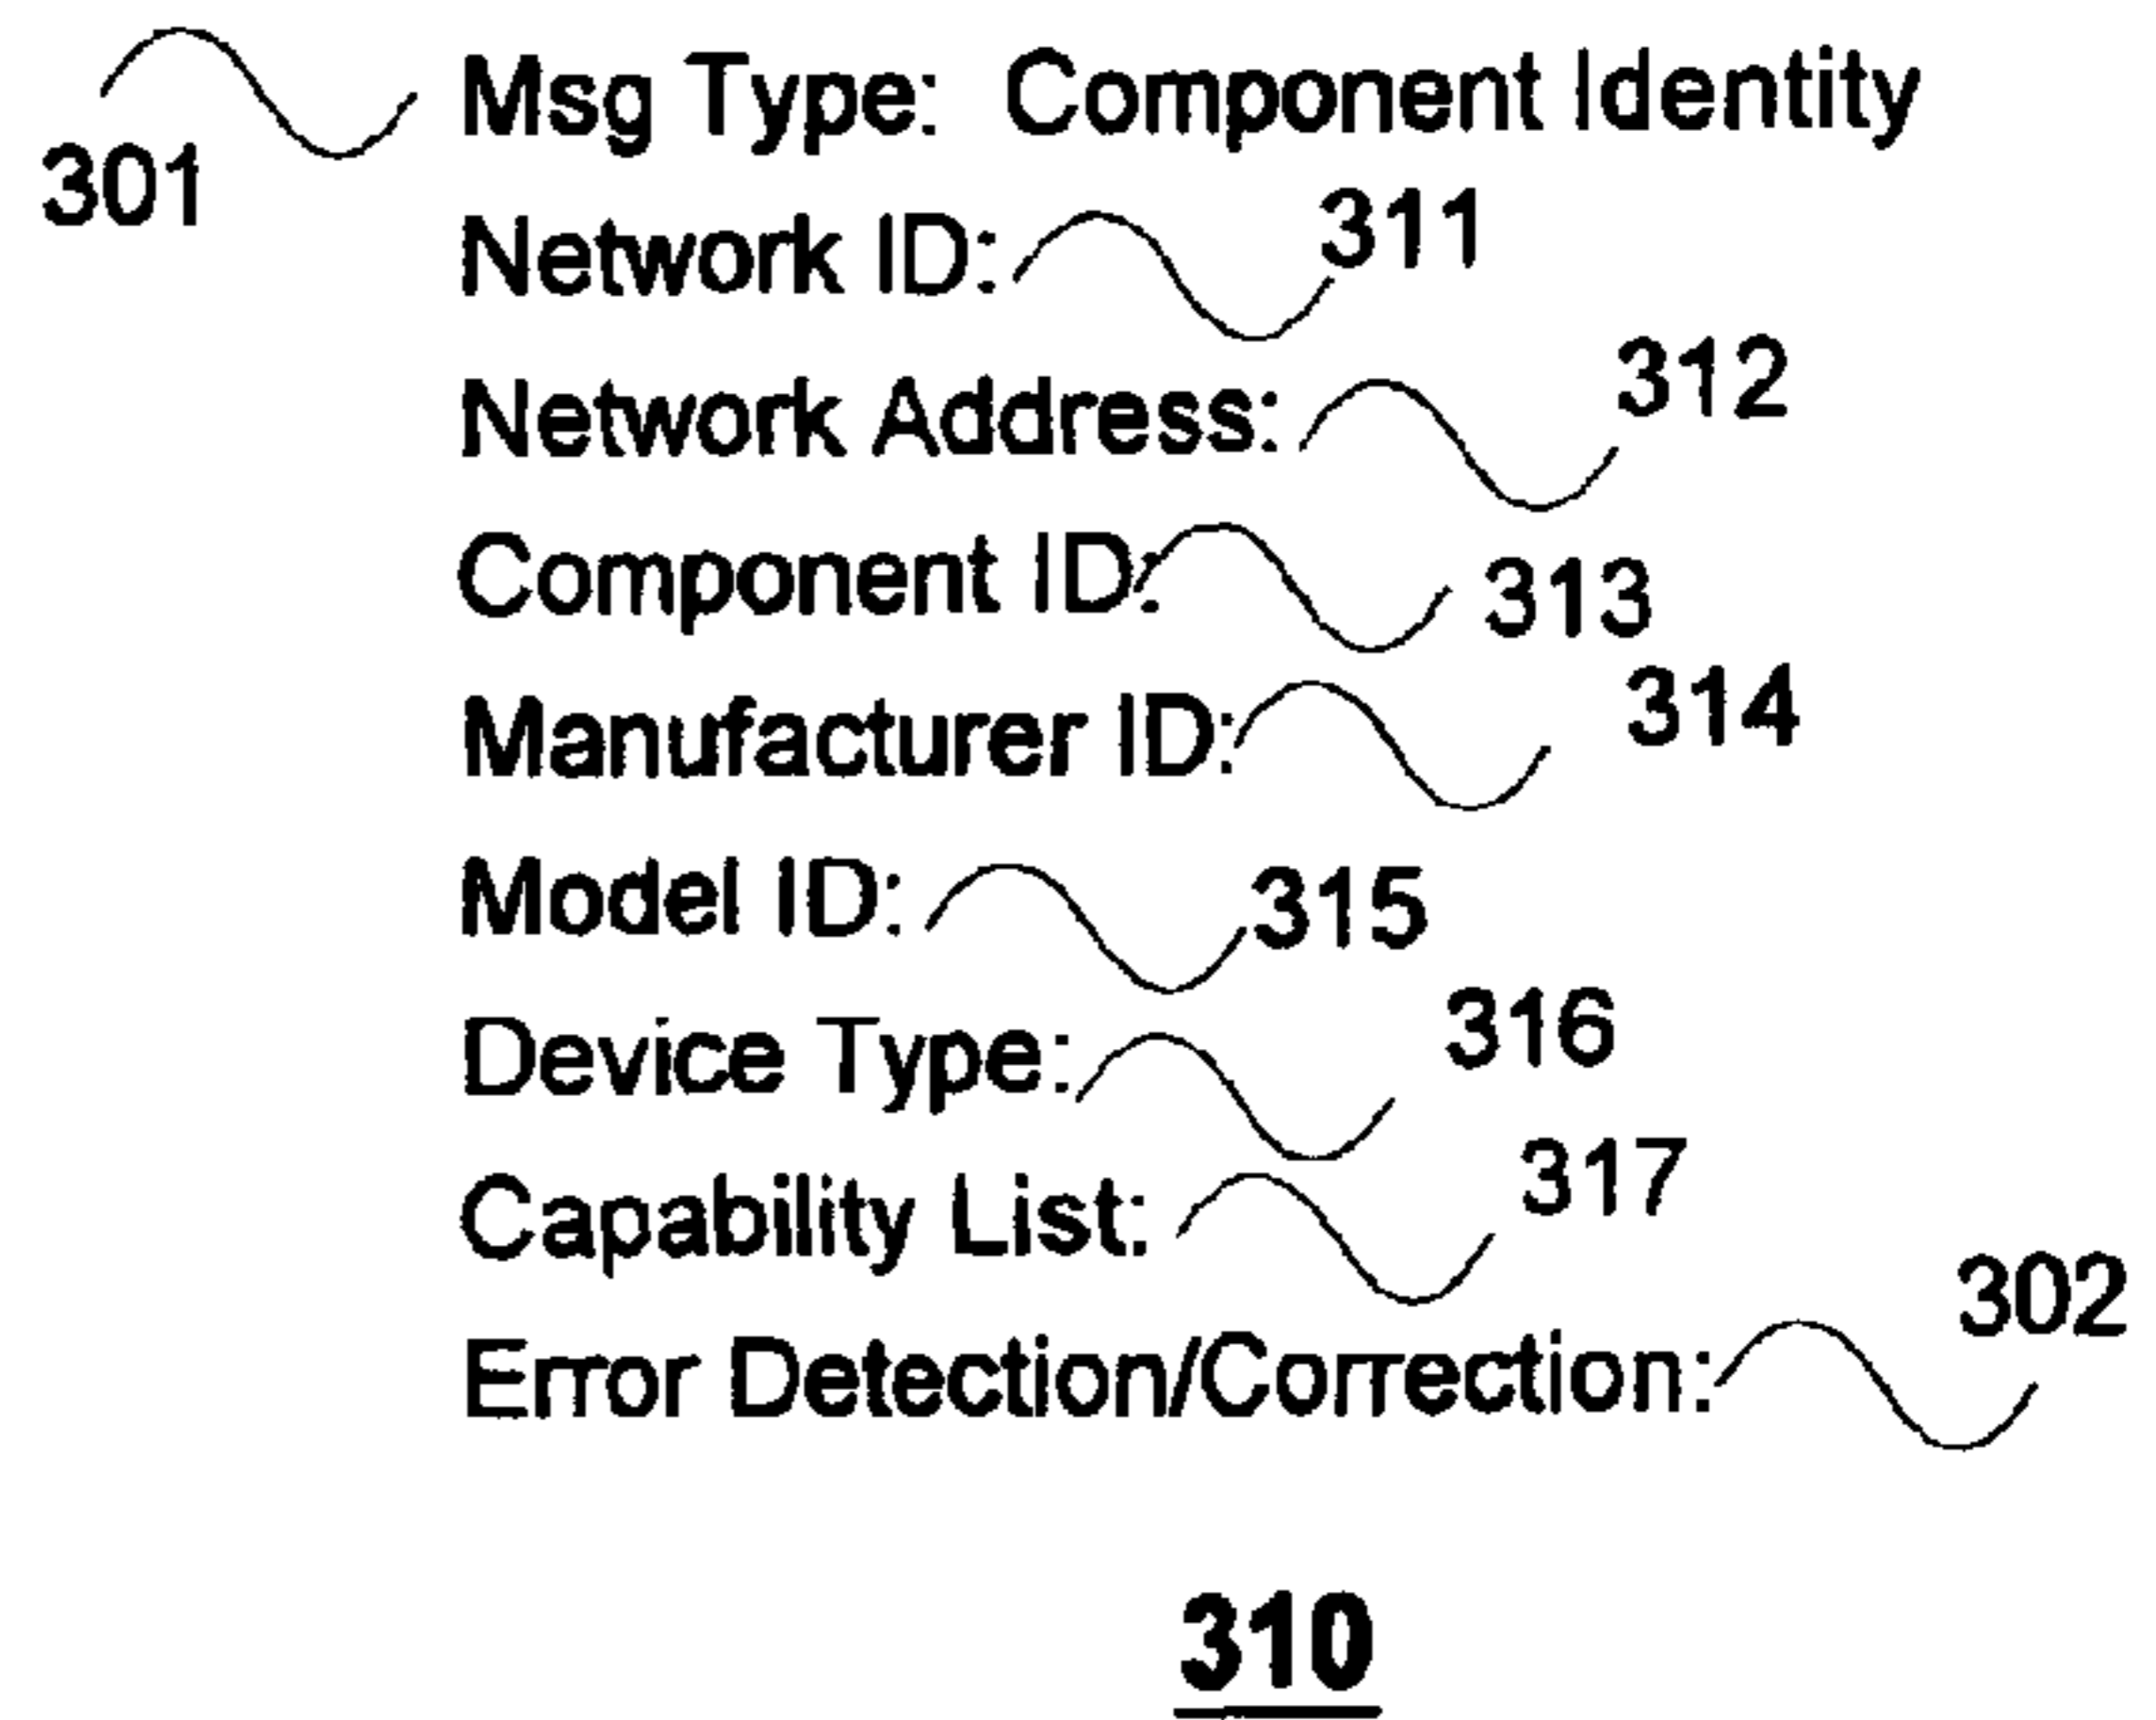 301 Msg Type: Component Identity
Network ID: 311
Network Address: 312
Component ID: 313
Manufacturer ID: 314
Model ID: 315
Device Type: 316
Capability List: 317
Error Detection/Correction: 302
310